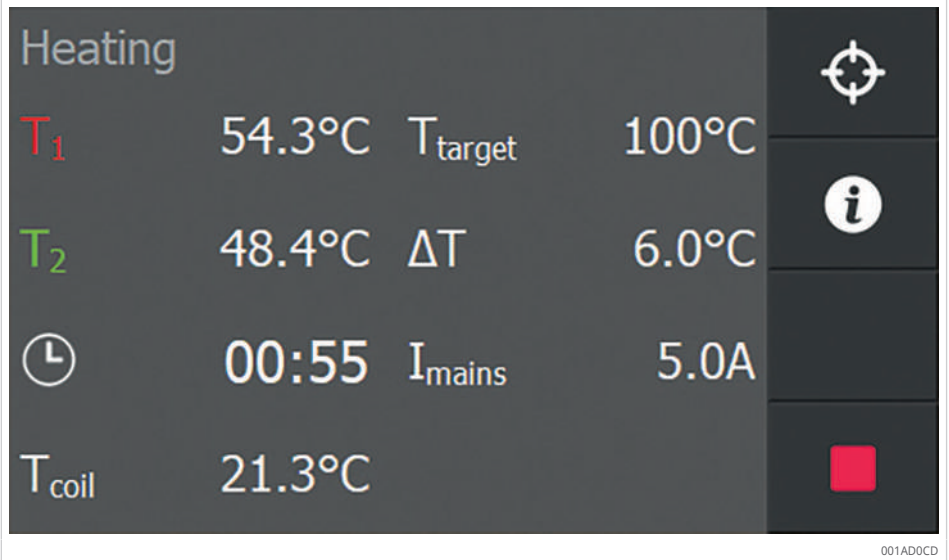 Heating
T1 54.3°C Ttarget 100°C
T2 48.4°C ΔT 6.0°C
00:55 Imains 5.0A
Tcoil 21.3°C
i
001AD0CD